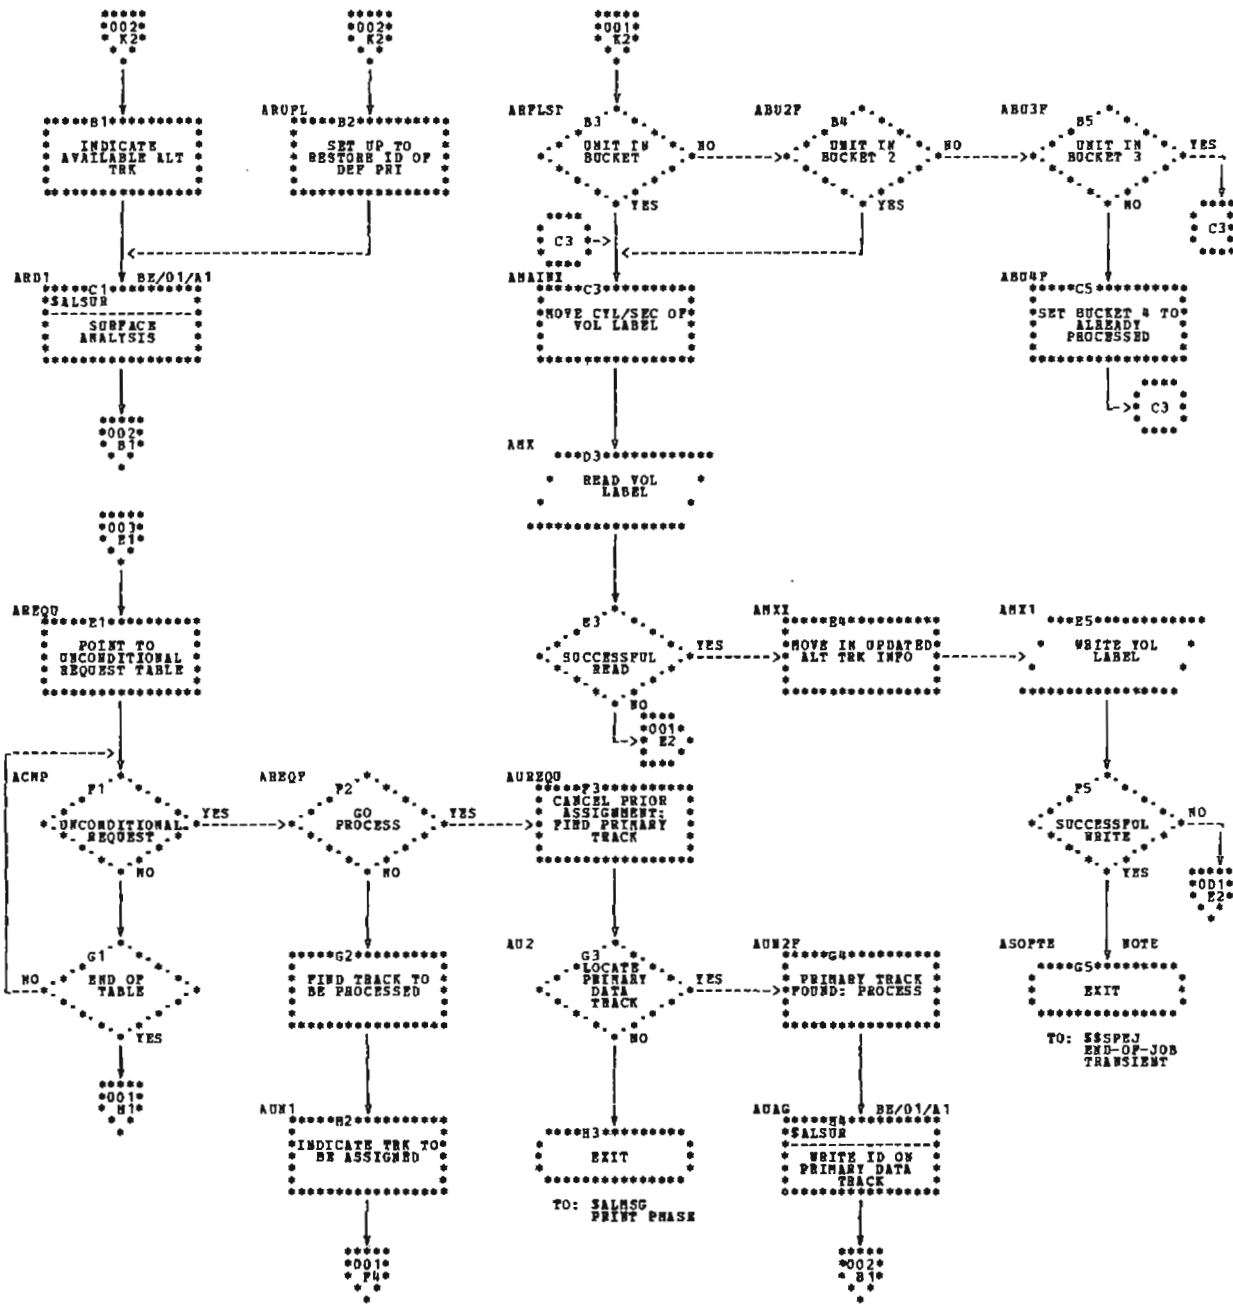 002
K2
002
K2
001
K2
ARUPL
ARFLST
ABU2F
ABU3F
B1
INDICATE
AVAILABLE ALT
TRK
B2
SET UP TO
RESTORE ID OF
DEF PRI
B3
UNIT IN
BUCKET
NO
YES
B4
UNIT IN
BUCKET 2
NO
YES
B5
UNIT IN
BUCKET 3
YES
NO
C3
C3
ARD1
BE/01/A1
C1
$ALSUR
SURFACE
ANALYSIS
AMAINX
C3
MOVE CYL/SEC OF
VOL LABEL
ABU4F
C5
SET BUCKET 4 TO
ALREADY
PROCESSED
C3
002
B1
AMX
D3
READ VOL
LABEL
003
E1
AREQU
E1
POINT TO
UNCONDITIONAL
REQUEST TABLE
E3
SUCCESSFUL
READ
YES
NO
001
E2
AMXX
E4
MOVE IN UPDATED
ALT TRK INFO
AMX1
E5
WRITE VOL
LABEL
ACMP
F1
UNCONDITIONAL
REQUEST
YES
NO
AREQF
F2
GO
PROCESS
YES
NO
AUREQU
F3
CANCEL PRIOR
ASSIGNMENT:
FIND PRIMARY
TRACK
F5
SUCCESSFUL
WRITE
NO
YES
001
E2
G1
END OF
TABLE
NO
YES
G2
FIND TRACK TO
BE PROCESSED
AU2
G3
LOCATE
PRIMARY
DATA
TRACK
YES
NO
AUN2F
G4
PRIMARY TRACK
FOUND: PROCESS
ASOFTE
NOTE
G5
EXIT
TO: $$SPEJ
END-OF-JOB
TRANSIENT
001
H1
AUN1
H2
INDICATE TRK TO
BE ASSIGNED
H3
EXIT
TO: $ALMSG
PRINT PHASE
AUAG
BE/01/A1
H4
$ALSUR
WRITE ID ON
PRIMARY DATA
TRACK
001
F4
002
B1